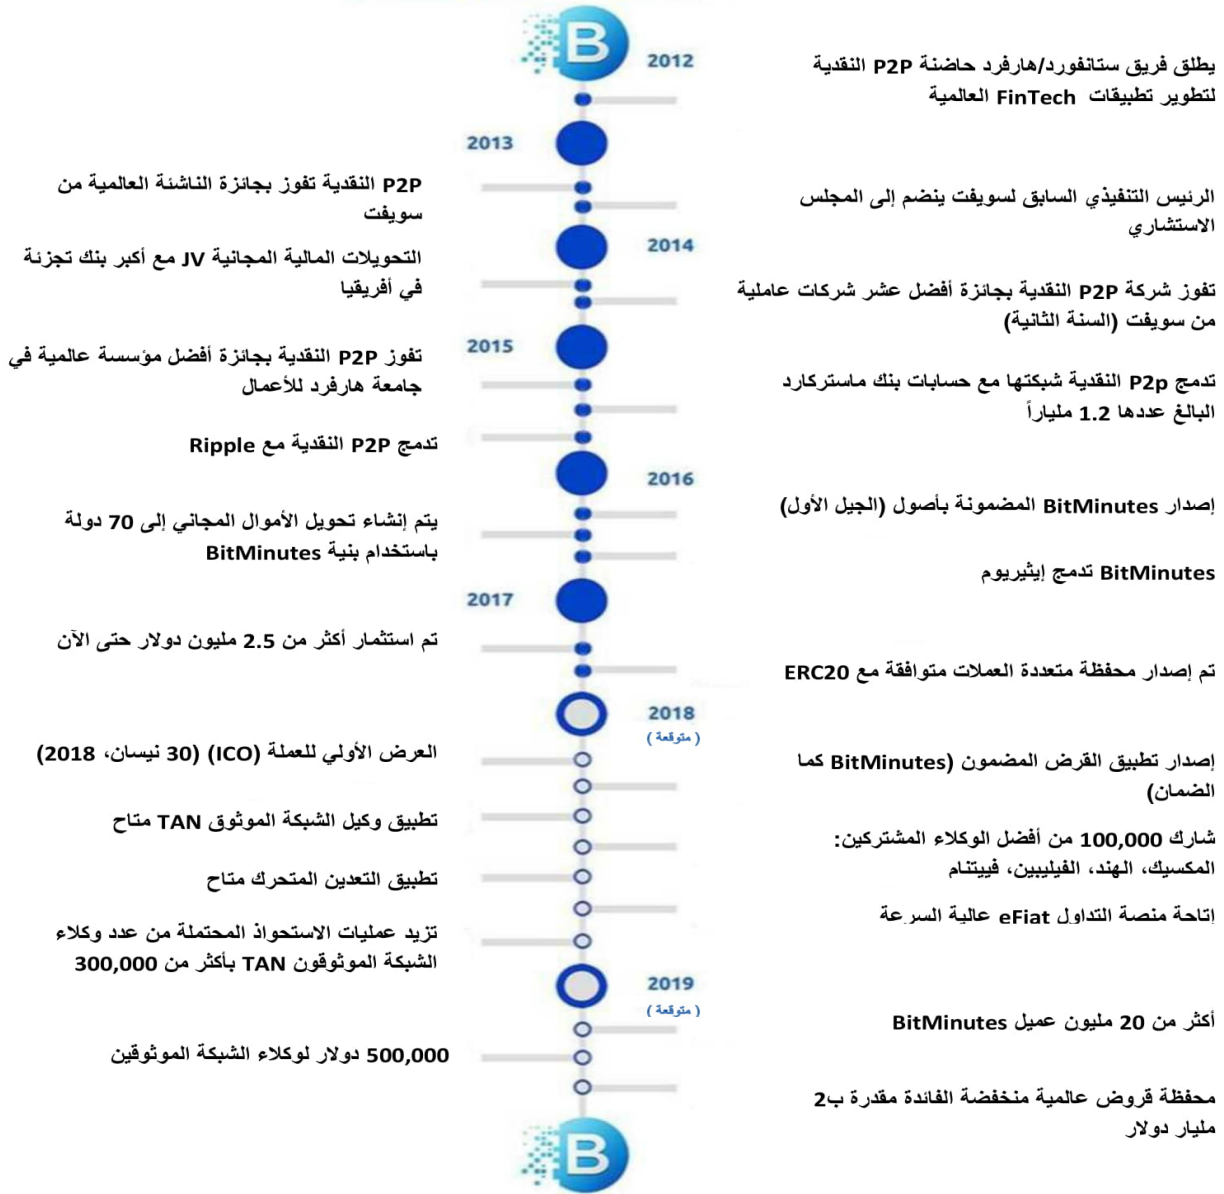 B
2012
يطلق فريق ستانفورد/هارفرد حاضنة P2P النقدية
لتطوير تطبيقات FinTech العالمية
2013
P2P النقدية تفوز بجائزة الناشئة العالمية من
سويفت
الرئيس التنفيذي السابق لسويفت ينضم إلى المجلس
الاستشاري
2014
التحويلات المالية المجانية JV مع أكبر بنك تجزئة
في أفريقيا
تفوز شركة P2P النقدية بجائزة أفضل عشر شركات عاملية
من سويفت (السنة الثانية)
2015
تفوز P2P النقدية بجائزة أفضل مؤسسة عالمية في
جامعة هارفرد للأعمال
تدمج P2p النقدية شبكتها مع حسابات بنك ماستركارد
البالغ عددها 1.2 ملياراً
تدمج P2P النقدية مع Ripple
2016
إصدار BitMinutes المضمونة بأصول (الجيل الأول)
يتم إنشاء تحويل الأموال المجاني إلى 70 دولة
باستخدام بنية BitMinutes
BitMinutes تدمج إيثيريوم
2017
تم استثمار أكثر من 2.5 مليون دولار حتى الآن
تم إصدار محفظة متعددة العملات متوافقة مع ERC20
2018
( متوقعة )
العرض الأولي للعملة (ICO) (30 نيسان، 2018)
إصدار تطبيق القرض المضمون (BitMinutes كما
الضمان)
تطبيق وكيل الشبكة الموثوق TAN متاح
شارك 100,000 من أفضل الوكلاء المشتركين:
المكسيك، الهند، الفيليبين، فييتنام
تطبيق التعدين المتحرك متاح
إتاحة منصة التداول eFiat عالية السرعة
تزيد عمليات الاستحواذ المحتملة من عدد وكلاء
الشبكة الموثوقون TAN بأكثر من 300,000
2019
( متوقعة )
أكثر من 20 مليون عميل BitMinutes
500,000 دولار لوكلاء الشبكة الموثوقين
محفظة قروض عالمية منخفضة الفائدة مقدرة ب2
مليار دولار
B